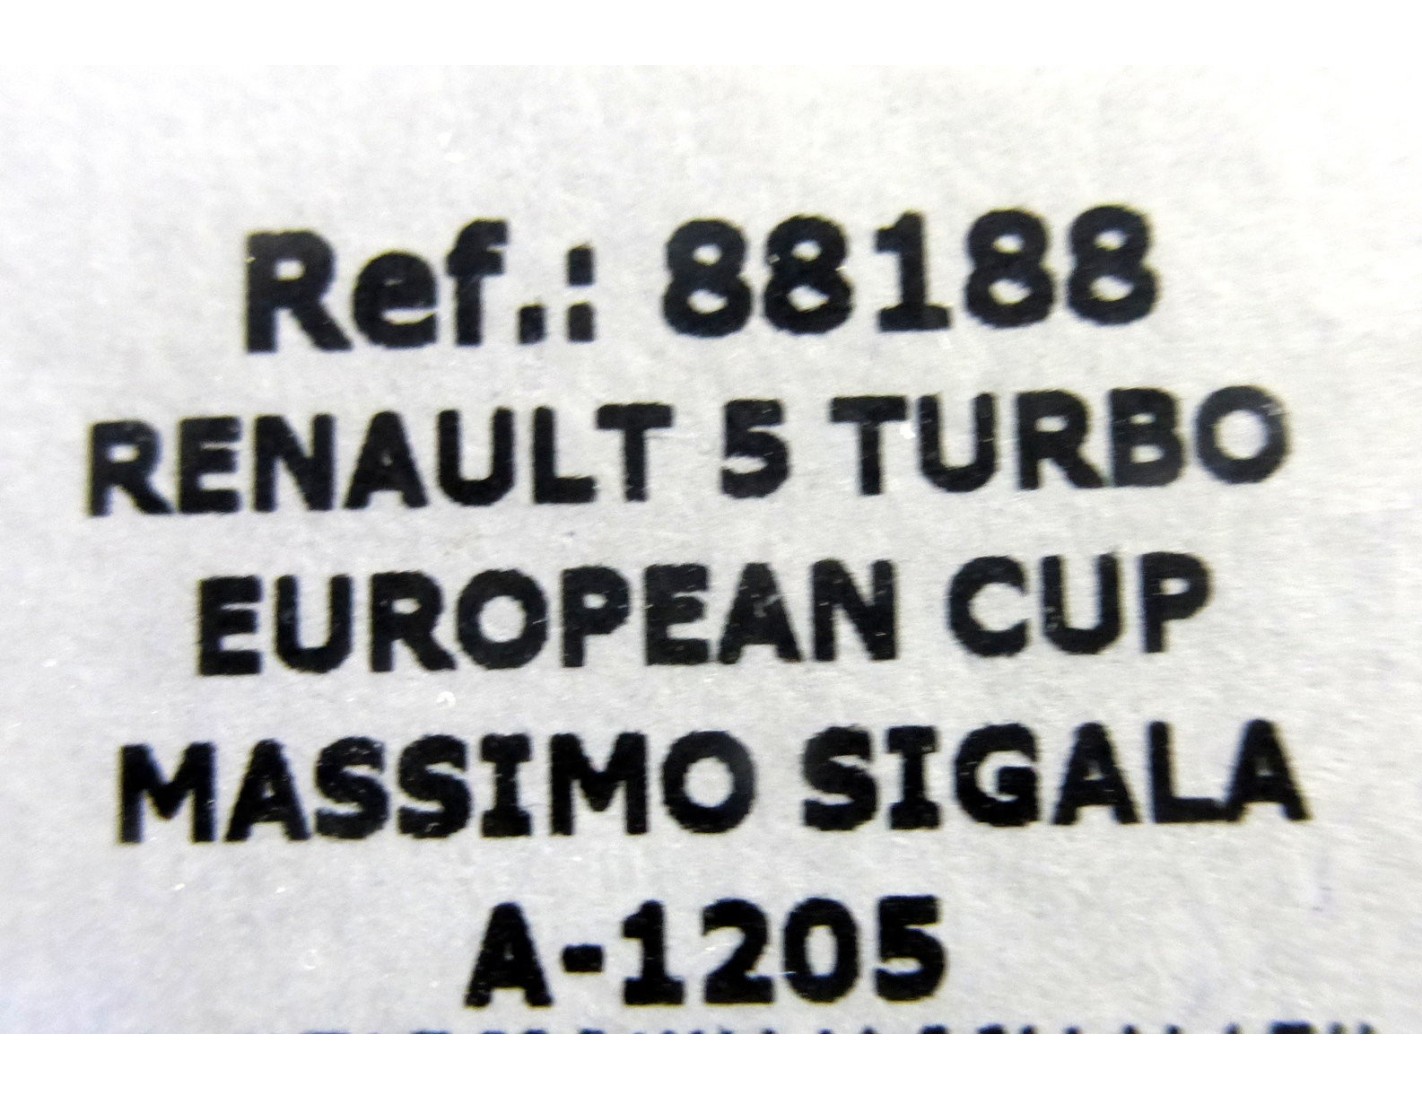 Ref.: 88188
RENAULT 5 TURBO
EUROPEAN CUP
MASSIMO SIGALA
A-1205